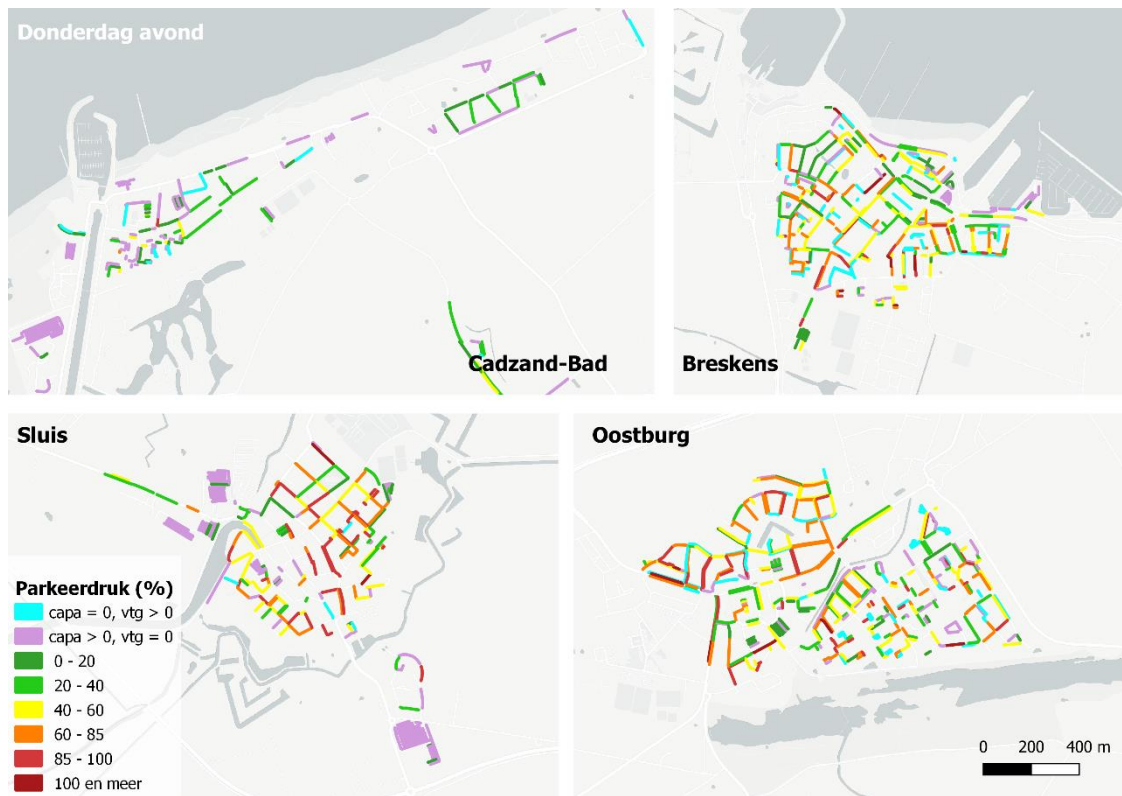 Donderdag avond
Cadzand-Bad
Breskens
Sluis
Oostburg
Parkeerdruk (%)
capa = 0, vtg > 0
capa > 0, vtg = 0
0 - 20
20 - 40
40 - 60
60 - 85
85 - 100
100 en meer
0 200 400 m